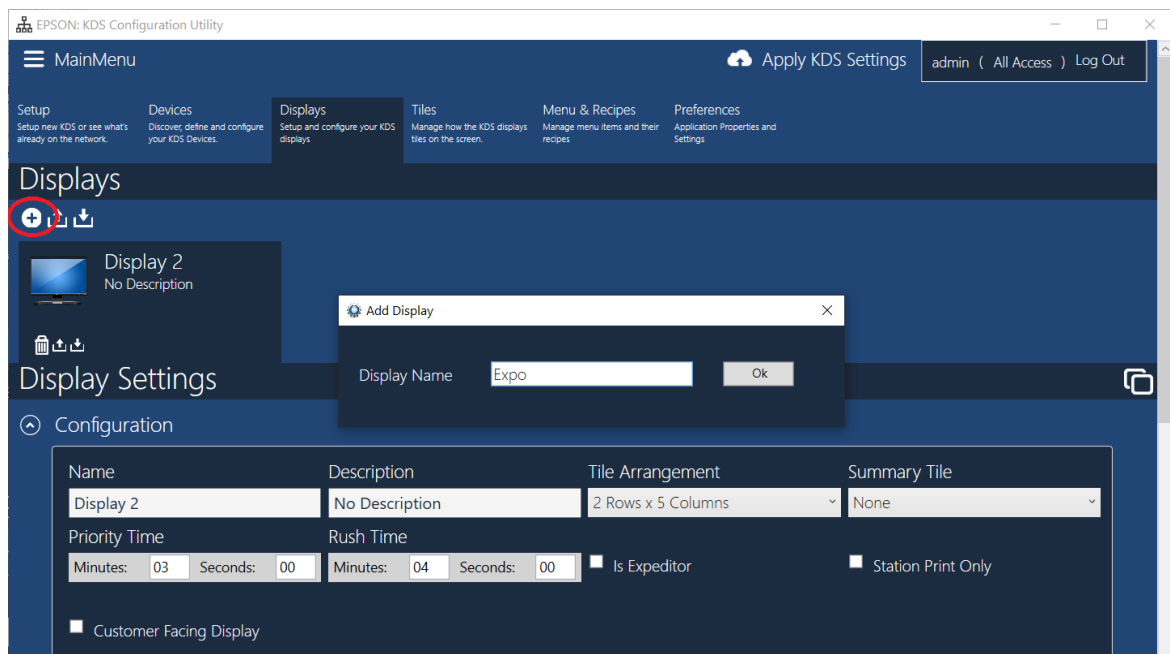 EPSON: KDS Configuration Utility
MainMenu
Apply KDS Settings
admin ( All Access ) Log Out
Setup
Setup new KDS or see what's
already on the network.
Devices
Discover, define and configure
your KDS Devices.
Displays
Setup and configure your KDS
displays
Tiles
Manage how the KDS displays
tiles on the screen.
Menu & Recipes
Manage menu items and their
recipes
Preferences
Application Properties and
Settings
Displays
Display 2
No Description
Add Display
Display Name Expo Ok
Display Settings
Configuration
Name Description Tile Arrangement Summary Tile
Display 2 No Description 2 Rows x 5 Columns None
Priority Time Rush Time
Minutes: 03 Seconds: 00 Minutes: 04 Seconds: 00 Is Expeditor Station Print Only
Customer Facing Display